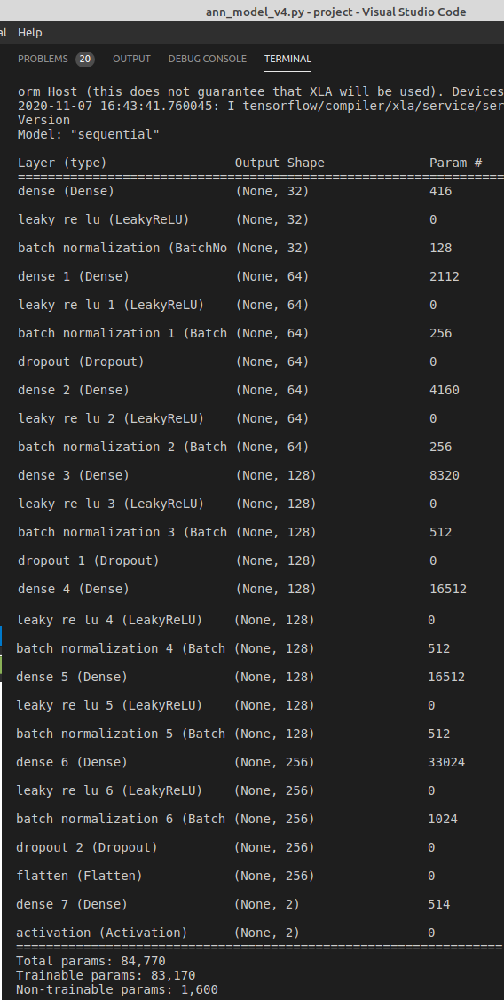 ann_model_v4.py - project - Visual Studio Code
al Help
PROBLEMS 20 OUTPUT DEBUG CONSOLE TERMINAL
orm Host (this does not guarantee that XLA will be used). Devices
2020-11-07 16:43:41.760045: I tensorflow/compiler/xla/service/ser
Version
Model: "sequential"
Layer (type) Output Shape Param #
=================================================================
dense (Dense) (None, 32) 416
leaky re lu (LeakyReLU) (None, 32) 0
batch normalization (BatchNo (None, 32) 128
dense 1 (Dense) (None, 64) 2112
leaky re lu 1 (LeakyReLU) (None, 64) 0
batch normalization 1 (Batch (None, 64) 256
dropout (Dropout) (None, 64) 0
dense 2 (Dense) (None, 64) 4160
leaky re lu 2 (LeakyReLU) (None, 64) 0
batch normalization 2 (Batch (None, 64) 256
dense 3 (Dense) (None, 128) 8320
leaky re lu 3 (LeakyReLU) (None, 128) 0
batch normalization 3 (Batch (None, 128) 512
dropout 1 (Dropout) (None, 128) 0
dense 4 (Dense) (None, 128) 16512
leaky re lu 4 (LeakyReLU) (None, 128) 0
batch normalization 4 (Batch (None, 128) 512
dense 5 (Dense) (None, 128) 16512
leaky re lu 5 (LeakyReLU) (None, 128) 0
batch normalization 5 (Batch (None, 128) 512
dense 6 (Dense) (None, 256) 33024
leaky re lu 6 (LeakyReLU) (None, 256) 0
batch normalization 6 (Batch (None, 256) 1024
dropout 2 (Dropout) (None, 256) 0
flatten (Flatten) (None, 256) 0
dense 7 (Dense) (None, 2) 514
activation (Activation) (None, 2) 0
=================================================================
Total params: 84,770
Trainable params: 83,170
Non-trainable params: 1,600